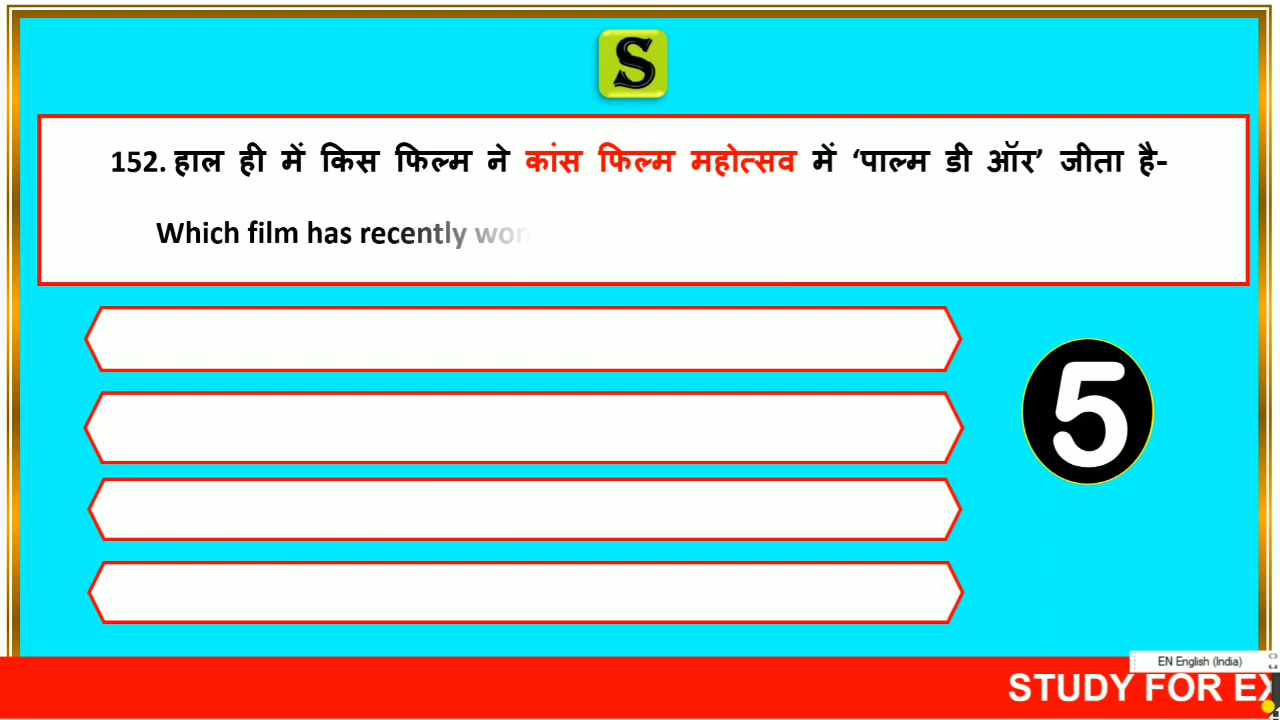 S
152. हाल ही में किस फिल्म ने कांस फिल्म महोत्सव में ‘पाल्म डी ऑर’ जीता है-
Which film has recently won
5
EN English (India)
STUDY FOR EX